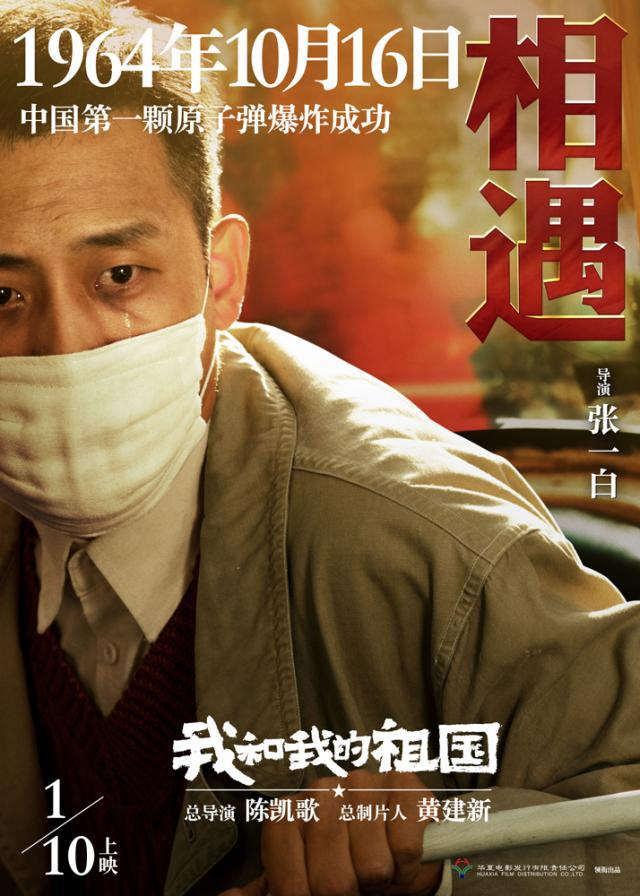 1964年10月16日
中国第一颗原子弹爆炸成功
相遇
导演
张一白
我和我的祖国
总导演 陈凯歌 总制片人 黄建新
1/10上映
华夏电影发行有限责任公司
HUAXIA FILM DISTRIBUTION CO.,LTD.
领衔出品